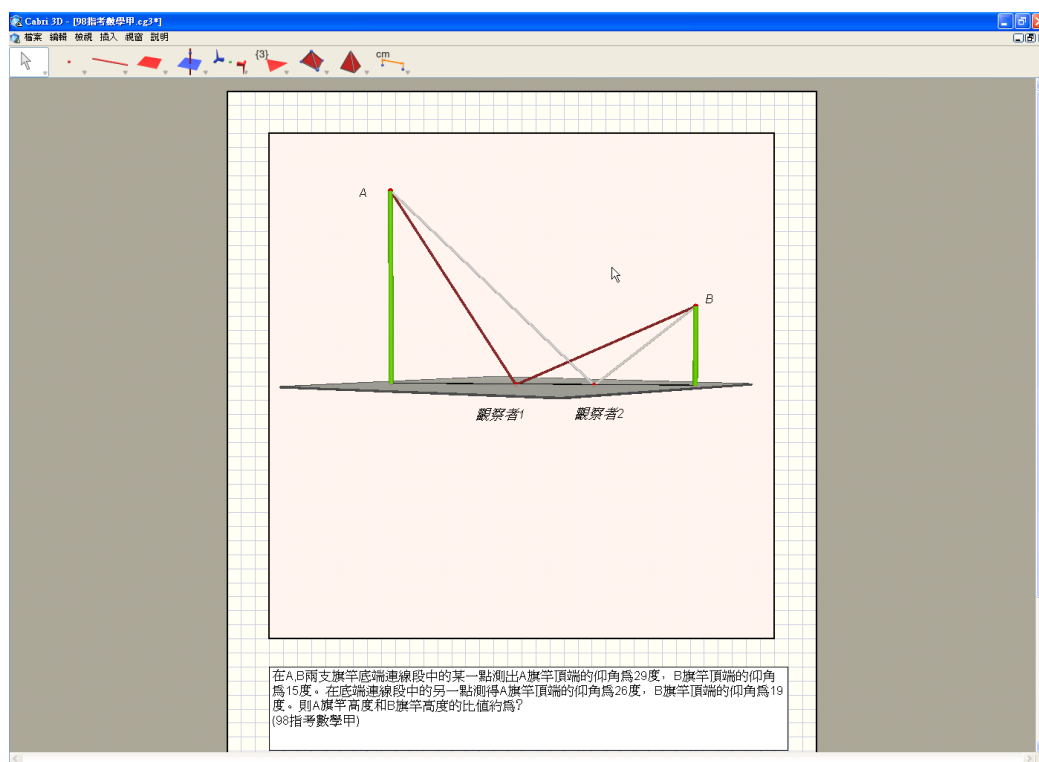 Cabri 3D - [98指考數學甲.cg3*]
檔案 編輯 檢視 插入 視窗 說明
{3}
cm
A
B
觀察者1
觀察者2
在A,B兩支旗竿底端連線段中的某一點測出A旗竿頂端的仰角為29度，B旗竿頂端的仰角
為15度。在底端連線段中的另一點測得A旗竿頂端的仰角為26度，B旗竿頂端的仰角為19
度。則A旗竿高度和B旗竿高度的比值約為?
(98指考數學甲)